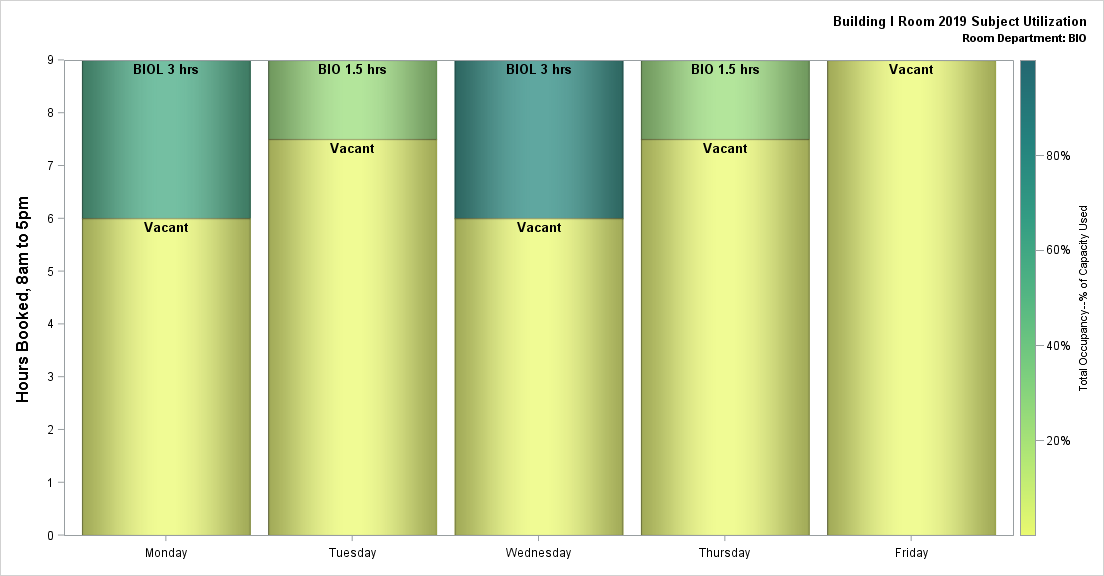 Building I Room 2019 Subject Utilization
Room Department: BIO
Hours Booked, 8am to 5pm
9
8
7
6
5
4
3
2
1
0
BIOL 3 hrs
Vacant
BIO 1.5 hrs
Vacant
BIOL 3 hrs
Vacant
BIO 1.5 hrs
Vacant
Vacant
Monday
Tuesday
Wednesday
Thursday
Friday
80%
60%
40%
20%
Total Occupancy--% of Capacity Used